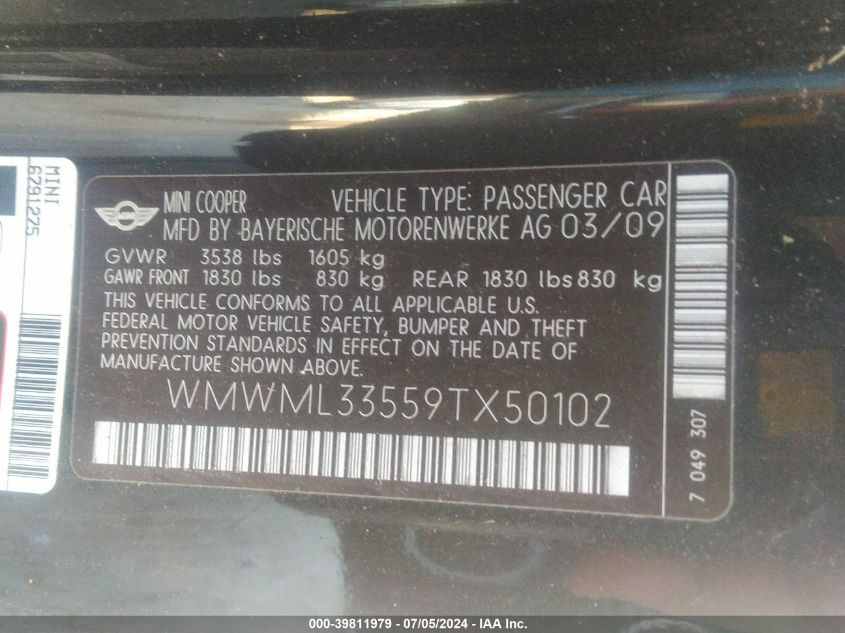 MINI
6291225
MINI COOPER VEHICLE TYPE: PASSENGER CAR
MFD BY BAYERISCHE MOTORENWERKE AG 03/09
GVWR 3538 lbs 1605 kg
GAWR FRONT 1830 lbs 830 kg REAR 1830 lbs 830 kg
THIS VEHICLE CONFORMS TO ALL APPLICABLE U.S.
FEDERAL MOTOR VEHICLE SAFETY, BUMPER AND THEFT
PREVENTION STANDARDS IN EFFECT ON THE DATE OF
MANUFACTURE SHOWN ABOVE.
WMWML33559TX50102
7 049 307
000-39811979 - 07/05/2024 - IAA Inc.